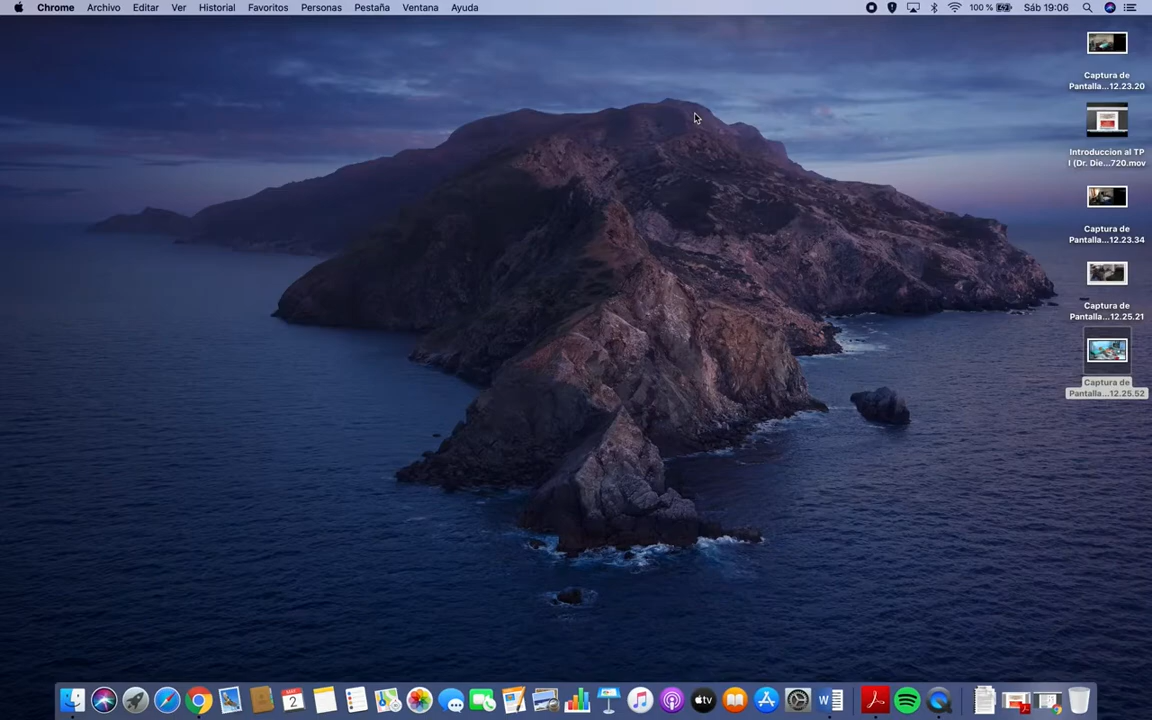 Chrome Archivo Editar Ver Historial Favoritos Personas Pestaña Ventana Ayuda 100 % Sáb 19:06
Captura de
Pantalla...12.23.20
Introduccion al TP
I (Dr. Die...720.mov
Captura de
Pantalla...12.23.34
Captura de
Pantalla...12.25.21
Captura de
Pantalla...12.25.52
2
tv